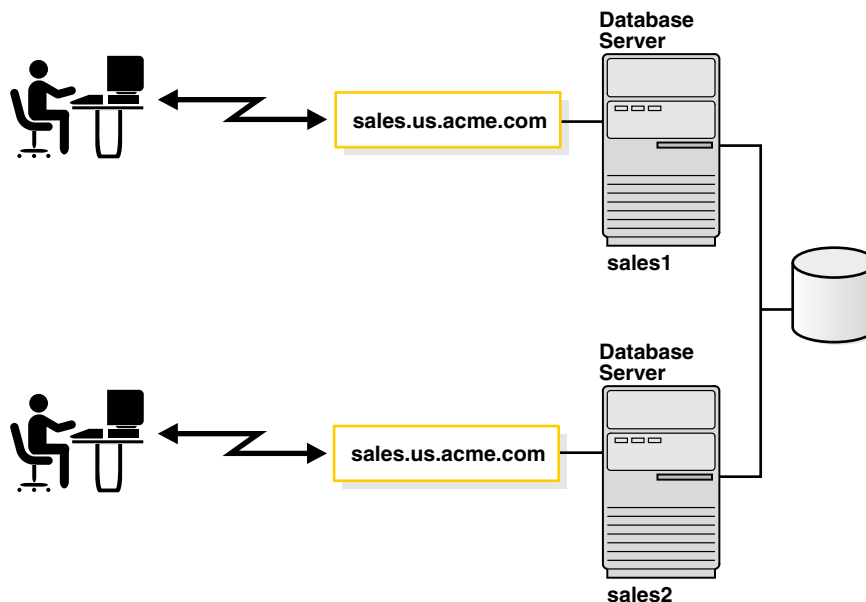 Database
Server
sales.us.acme.com
sales1
Database
Server
sales.us.acme.com
sales2